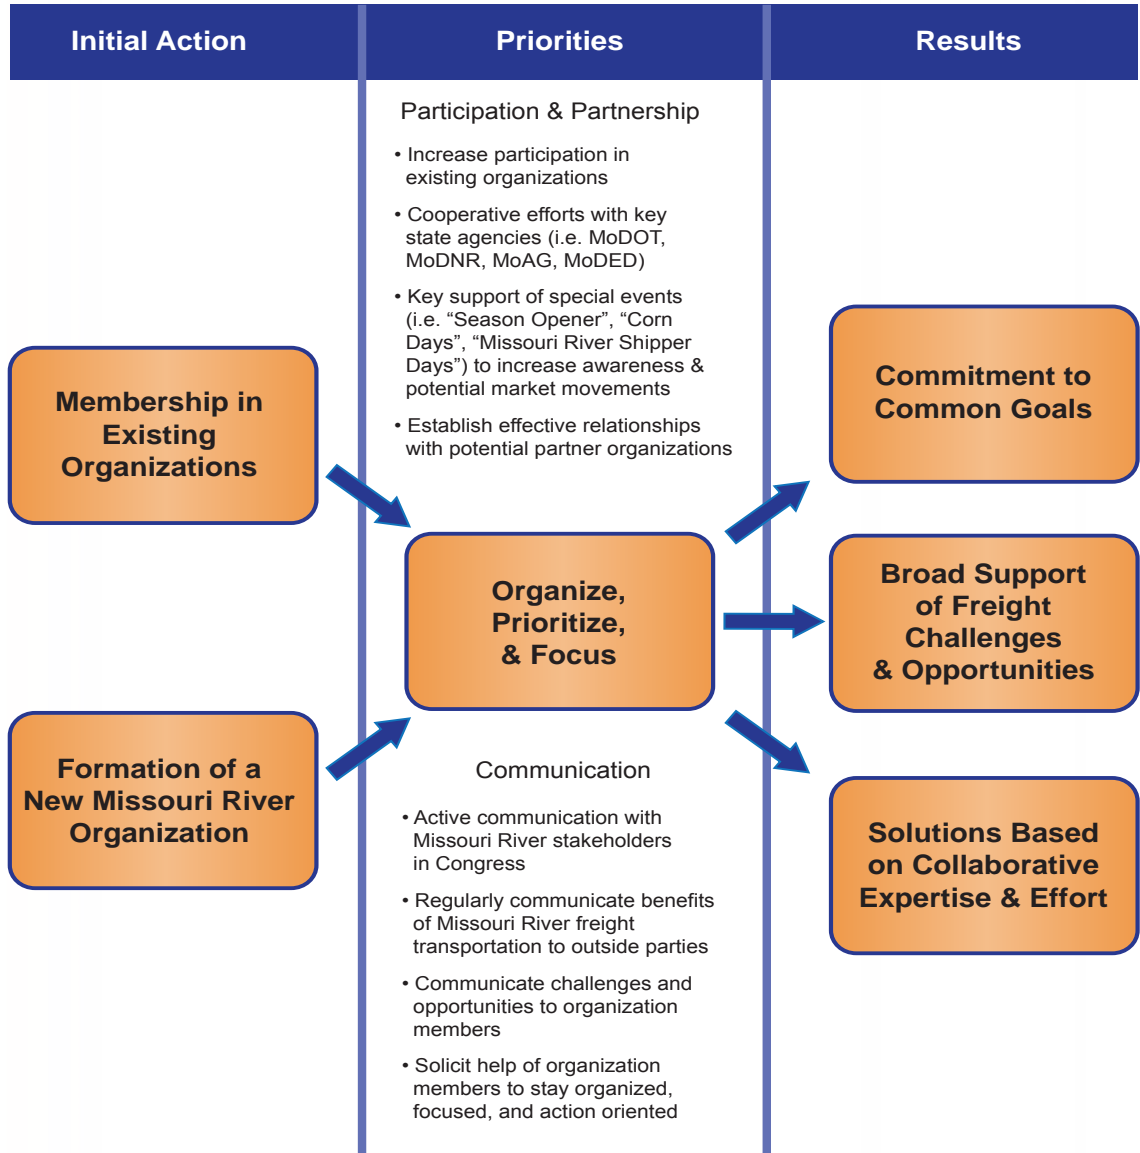 Initial Action
Priorities
Results
Membership in
Existing
Organizations
Formation of a
New Missouri River
Organization
Participation & Partnership
• Increase participation in
existing organizations
• Cooperative efforts with key
state agencies (i.e. MoDOT,
MoDNR, MoAG, MoDED)
• Key support of special events
(i.e. “Season Opener”, “Corn
Days”, “Missouri River Shipper
Days”) to increase awareness &
potential market movements
• Establish effective relationships
with potential partner organizations
Organize,
Prioritize,
& Focus
Communication
• Active communication with
Missouri River stakeholders
in Congress
• Regularly communicate benefits
of Missouri River freight
transportation to outside parties
• Communicate challenges and
opportunities to organization
members
• Solicit help of organization
members to stay organized,
focused, and action oriented
Commitment to
Common Goals
Broad Support
of Freight
Challenges
& Opportunities
Solutions Based
on Collaborative
Expertise & Effort